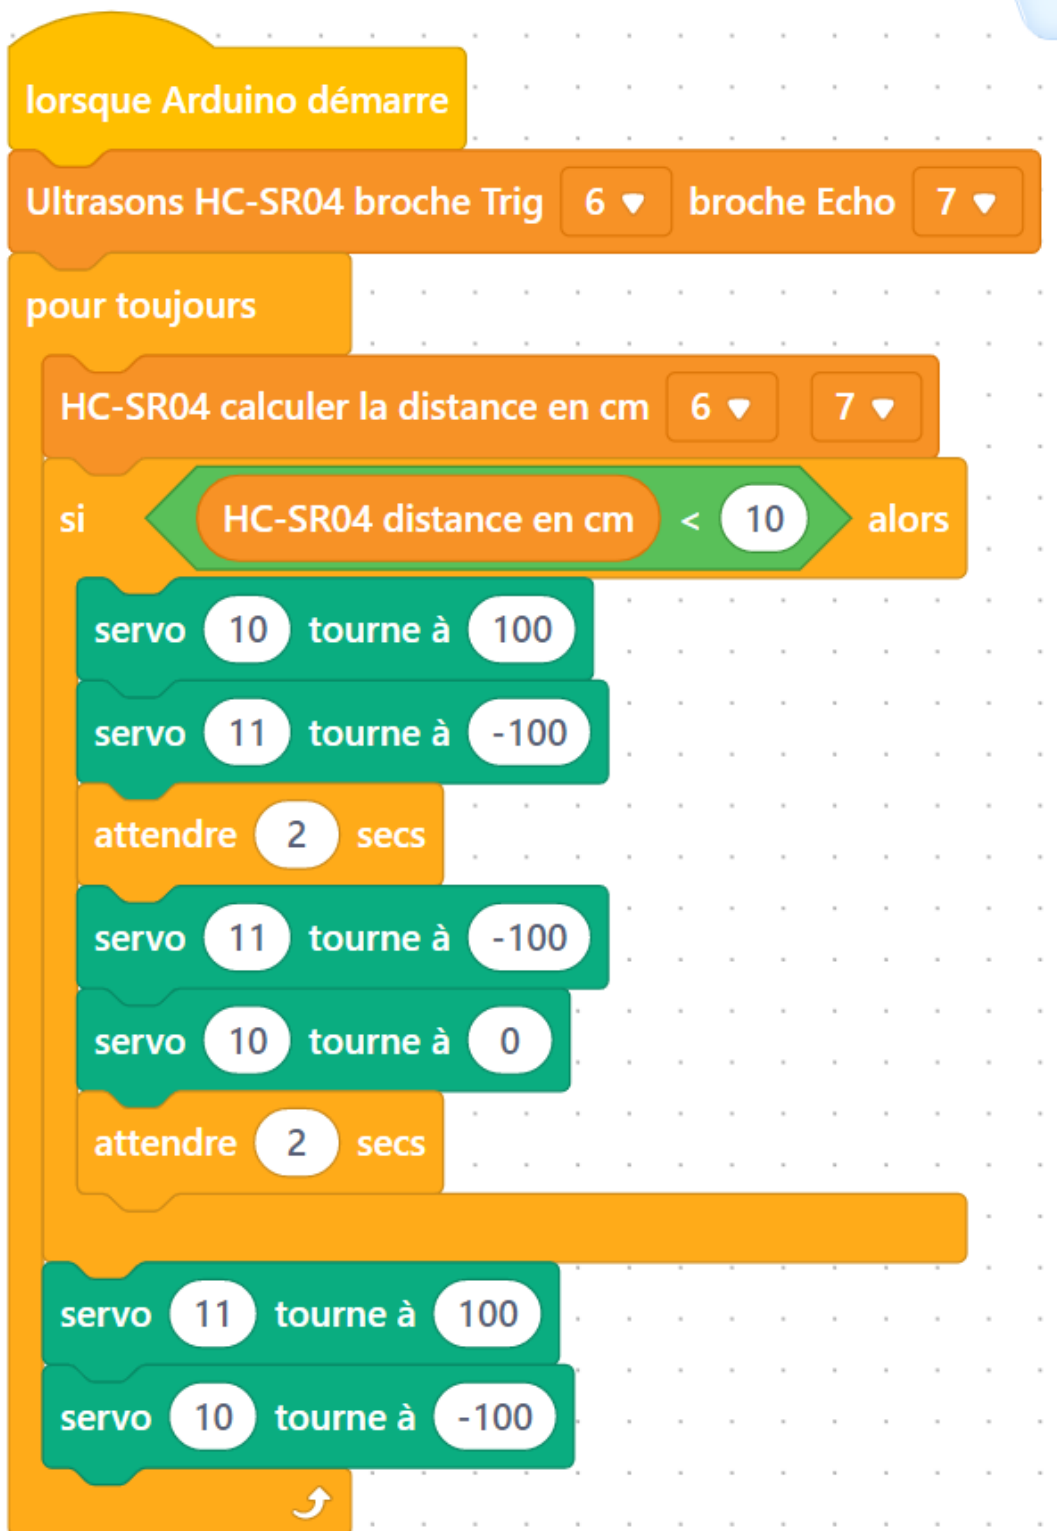 lorsque Arduino démarre
Ultrasons HC-SR04 broche Trig 6 broche Echo 7
pour toujours
HC-SR04 calculer la distance en cm 6 7
si HC-SR04 distance en cm < 10 alors
servo 10 tourne à 100
servo 11 tourne à -100
attendre 2 secs
servo 11 tourne à -100
servo 10 tourne à 0
attendre 2 secs
servo 11 tourne à 100
servo 10 tourne à -100